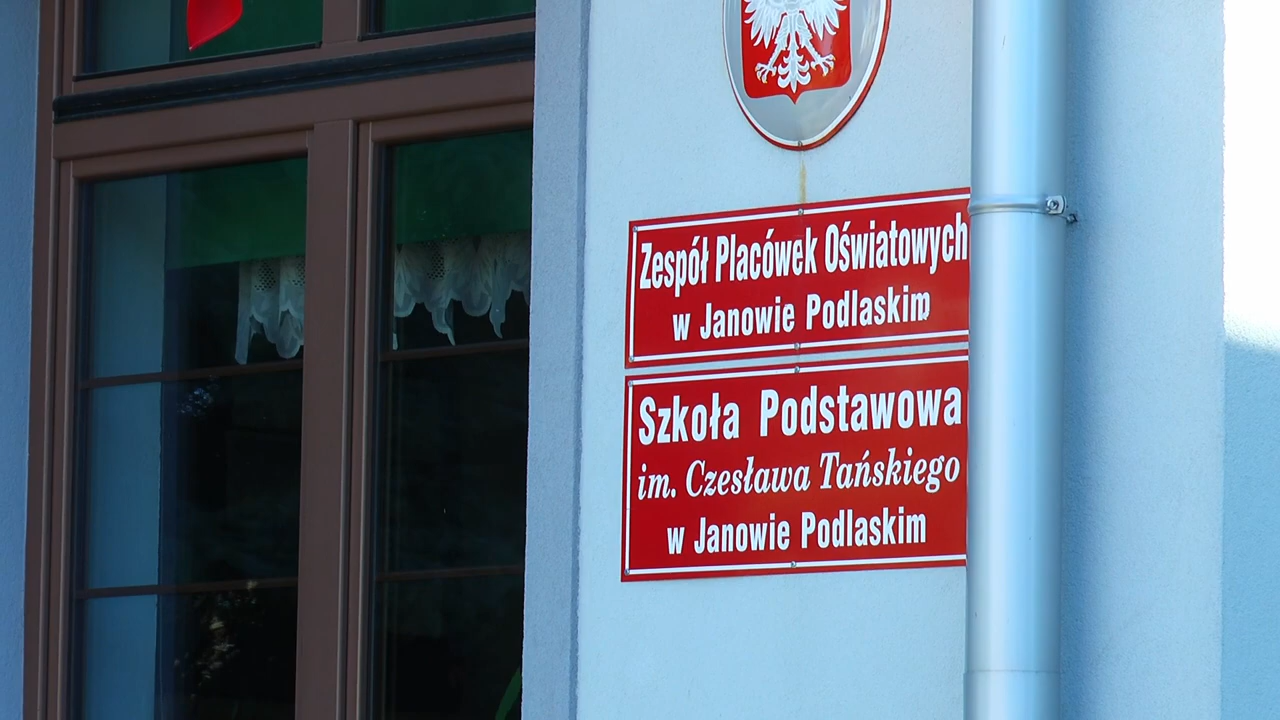 Zespół Placówek Oświatowych
w Janowie Podlaskim
Szkoła Podstawowa
im. Czesława Tańskiego
w Janowie Podlaskim